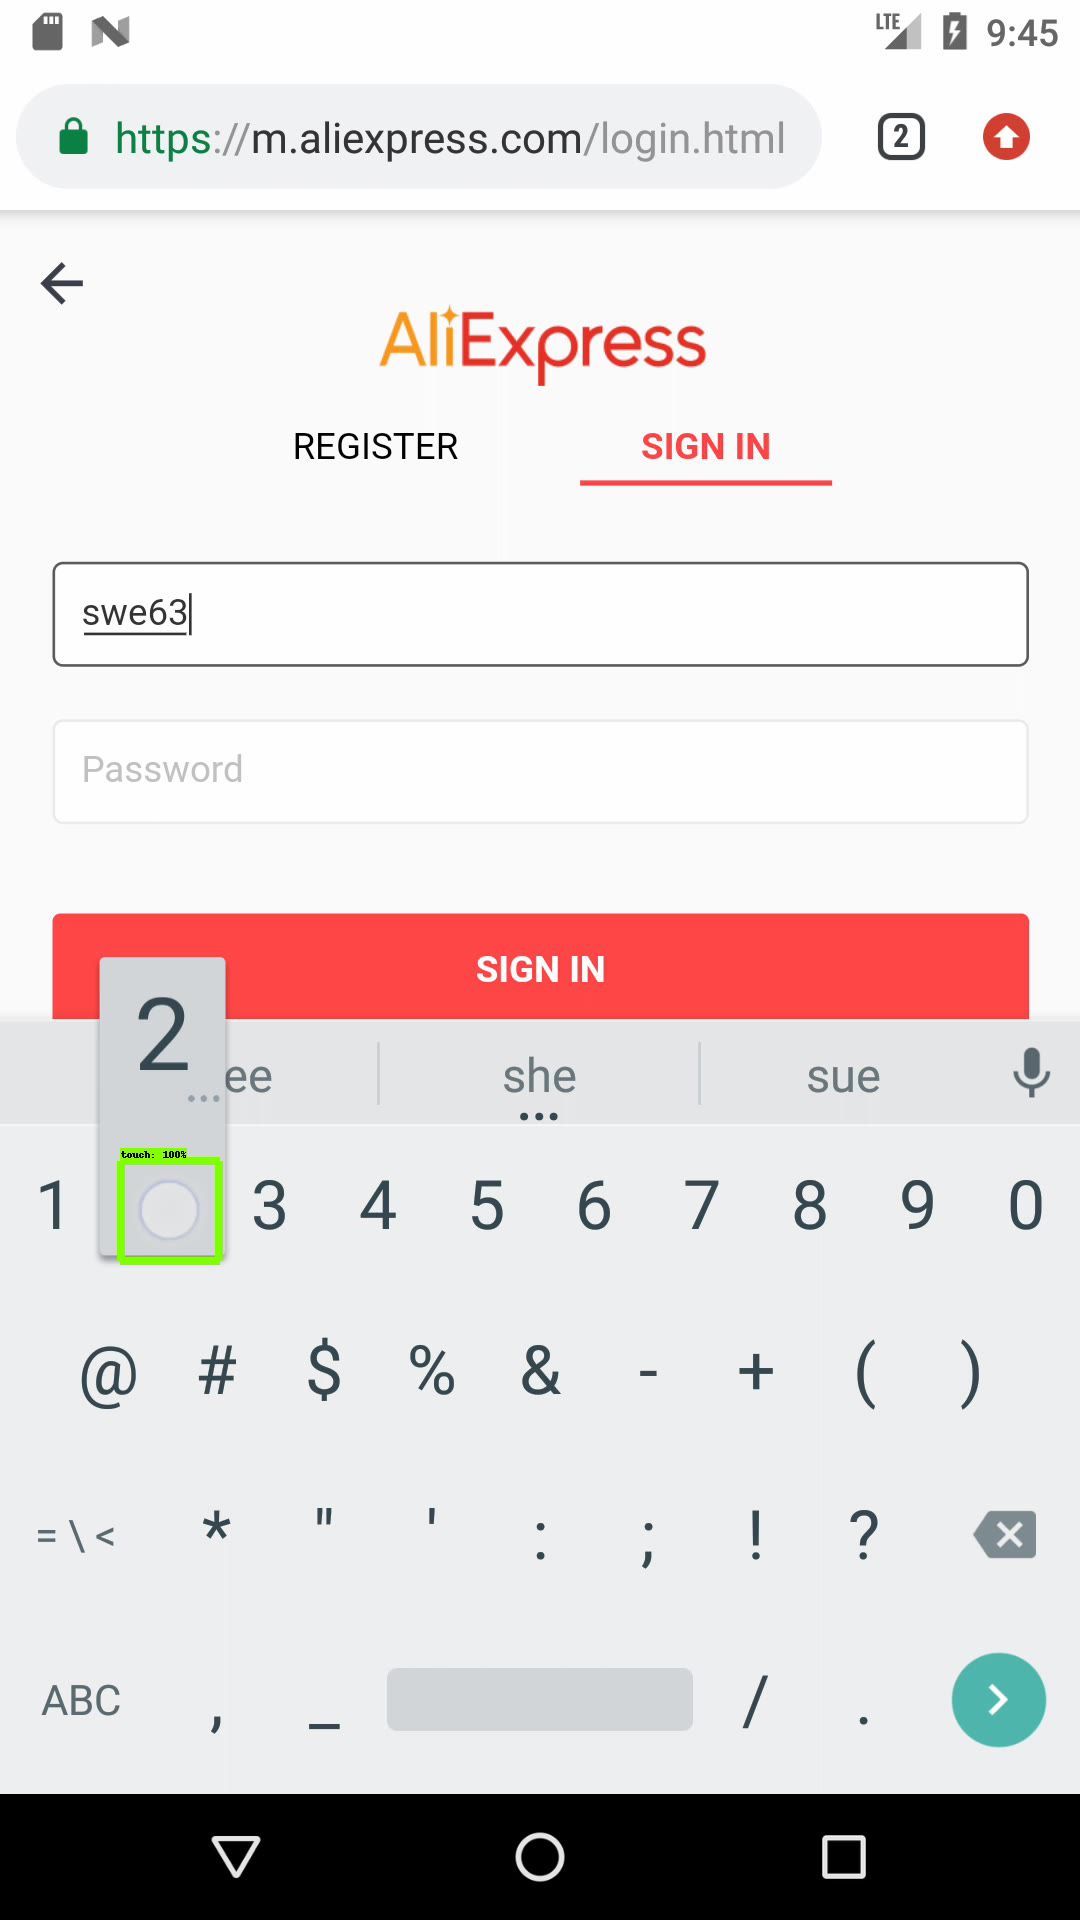 LTE 9:45
https://m.aliexpress.com/login.html 2
AliExpress
REGISTER SIGN IN
swe63
Password
SIGN IN
2
ee she sue
touch: 100%
1 3 4 5 6 7 8 9 0
@ # $ % & - + ( )
= \ < * " ' : ; ! ?
ABC , _ / .